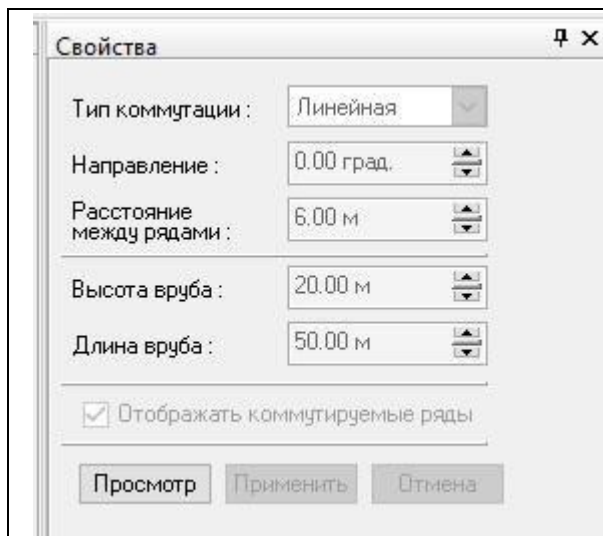 Свойства
Тип коммутации : Линейная
Направление : 0.00 град.
Расстояние
между рядами : 6.00 м
Высота вруба : 20.00 м
Длина вруба : 50.00 м
Отображать коммутируемые ряды
Просмотр Применить Отмена